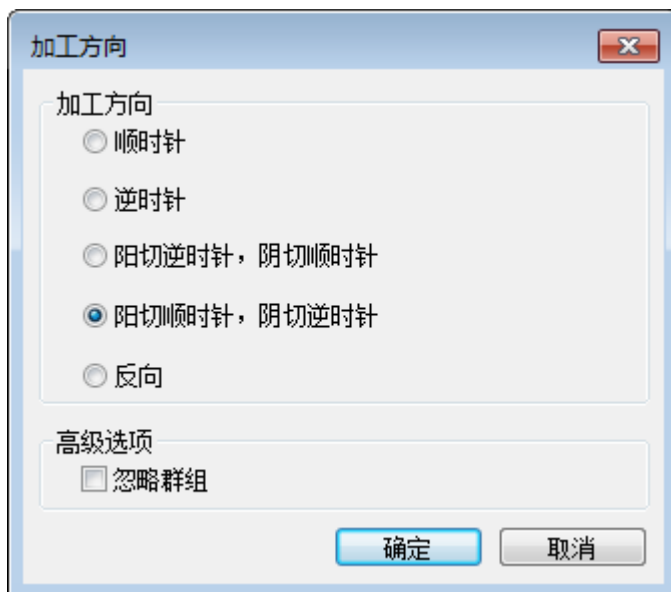 加工方向
加工方向
顺时针
逆时针
阳切逆时针，阴切顺时针
阳切顺时针，阴切逆时针
反向
高级选项
忽略群组
确定
取消